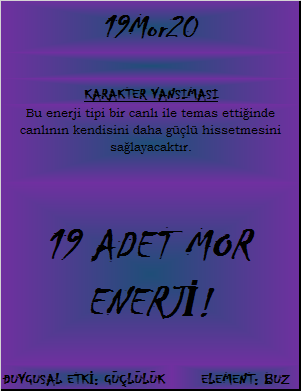 19Mor20
KARAKTER YANSIMASI
Bu enerji tipi bir canlı ile temas ettiğinde
canlının kendisini daha güçlü hissetmesini
sağlayacaktır.
19 ADET MOR
ENERJİ!
DUYGUSAL ETKİ: GÜÇLÜLÜK ELEMENT: BUZ